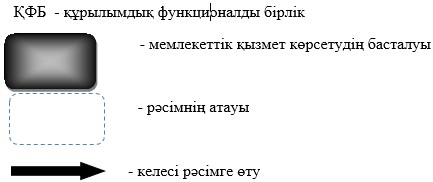 ҚФБ - құрылымдық функционалды бірлік
- мемлекеттік қызмет көрсетудің басталуы
- рәсімнің атауы
- келесі рәсімге өту